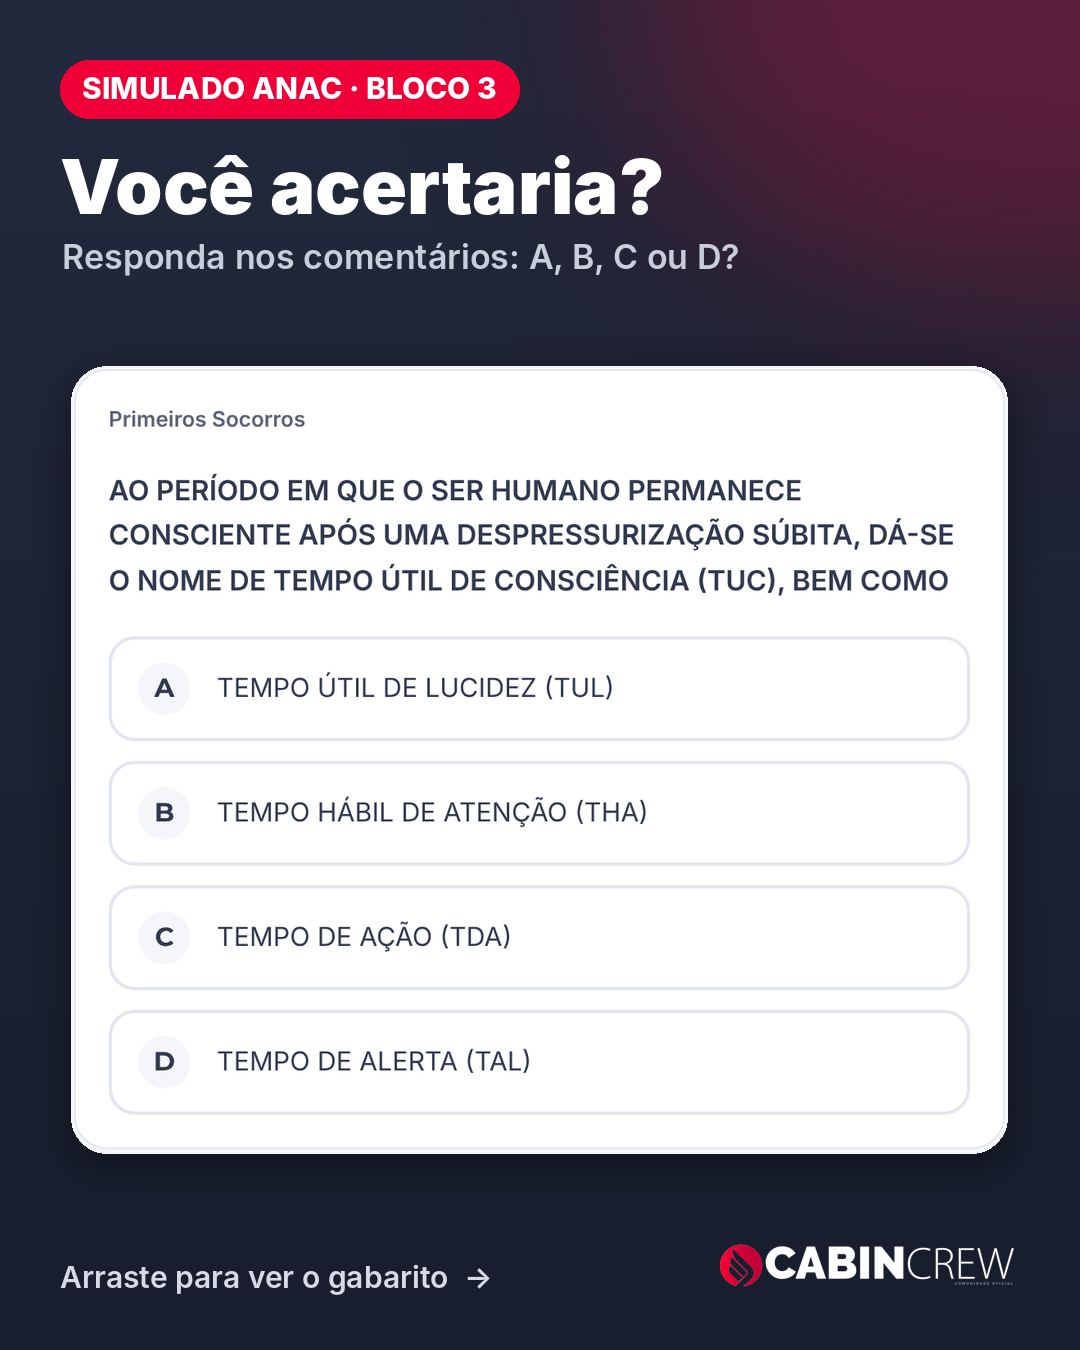 SIMULADO ANAC · BLOCO 3
Você acertaria?
Responda nos comentários: A, B, C ou D?
Primeiros Socorros
AO PERÍODO EM QUE O SER HUMANO PERMANECE
CONSCIENTE APÓS UMA DESPRESSURIZAÇÃO SÚBITA, DÁ-SE
O NOME DE TEMPO ÚTIL DE CONSCIÊNCIA (TUC), BEM COMO
A TEMPO ÚTIL DE LUCIDEZ (TUL)
B TEMPO HÁBIL DE ATENÇÃO (THA)
C TEMPO DE AÇÃO (TDA)
D TEMPO DE ALERTA (TAL)
Arraste para ver o gabarito →
CABINCREW
COMUNIDADE OFICIAL